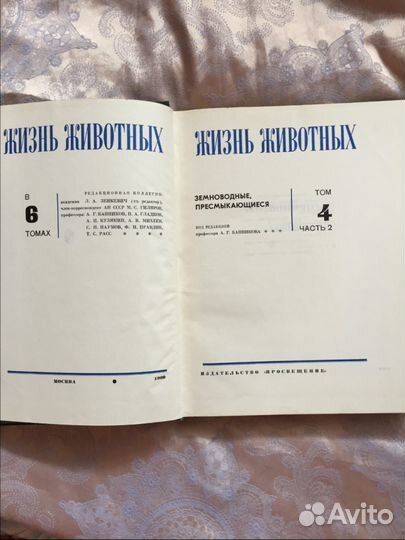 ЖИЗНЬ ЖИВОТНЫХ
В
6
ТОМАХ
РЕДАКЦИОННАЯ КОЛЛЕГИЯ:
академик Л. А. ЗЕНКЕВИЧ (гл. редактор),
член-корреспондент АН СССР М. С. ГИЛЯРОВ,
профессора А. Г. БАННИКОВ, П. А. ГЛАДКОВ,
А. П. КУЗЯКИН, А. В. МИХЕЕВ,
С. П. НАУМОВ, Ф. Н. ПРАВДИН,
Т. С. РАСС
МОСКВА
1969
ЖИЗНЬ ЖИВОТНЫХ
ЗЕМНОВОДНЫЕ,
ПРЕСМЫКАЮЩИЕСЯ
ПОД РЕДАКЦИЕЙ
профессора А. Г. БАННИКОВА
ТОМ
4
ЧАСТЬ 2
ИЗДАТЕЛЬСТВО «ПРОСВЕЩЕНИЕ»
Avito